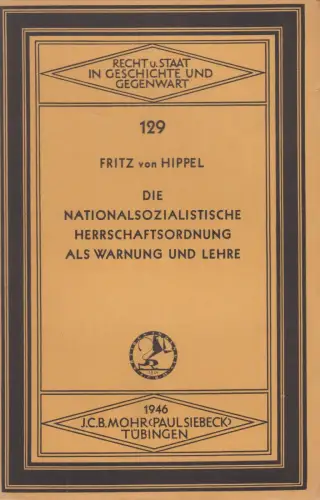 RECHT u. STAAT
IN GESCHICHTE UND
GEGENWART
129
FRITZ von HIPPEL
DIE
NATIONALSOZIALISTISCHE
HERRSCHAFTSORDNUNG
ALS WARNUNG UND LEHRE
1946
J.C.B. MOHR (PAUL SIEBECK)
TÜBINGEN